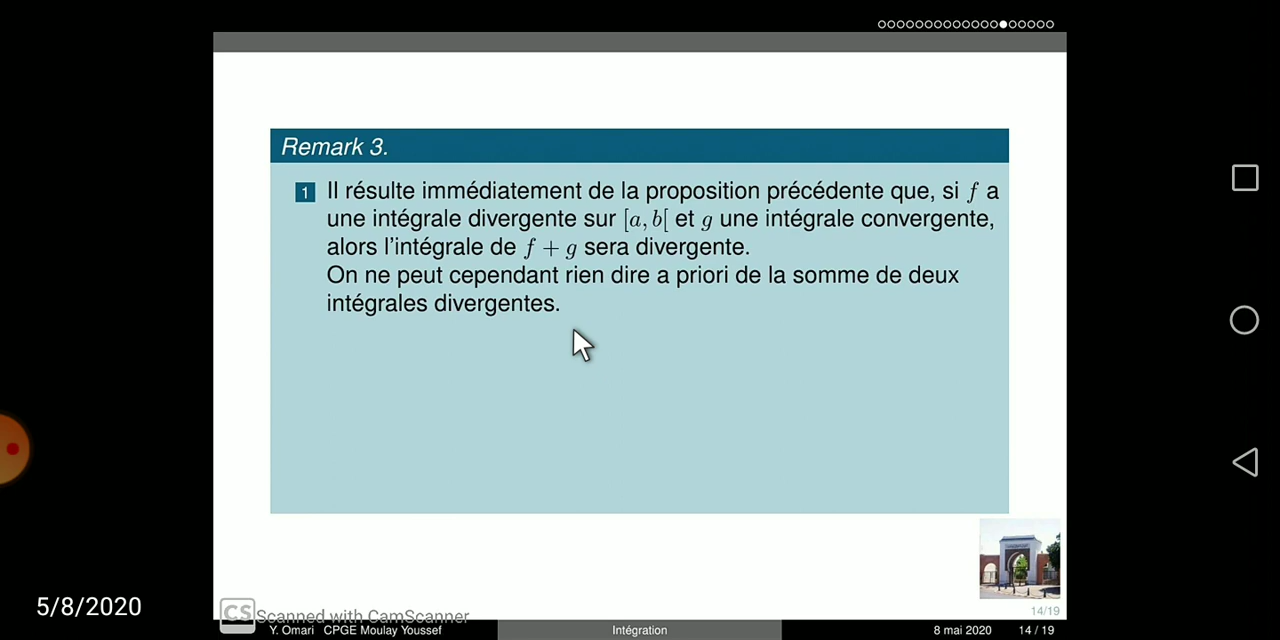 Remark 3.
1 Il résulte immédiatement de la proposition précédente que, si f a
une intégrale divergente sur [a, b[ et g une intégrale convergente,
alors l'intégrale de f + g sera divergente.
On ne peut cependant rien dire a priori de la somme de deux
intégrales divergentes.
14/19
5/8/2020
CS Scanned with CamScanner
Y. Omari CPGE Moulay Youssef Intégration 8 mai 2020 14 / 19